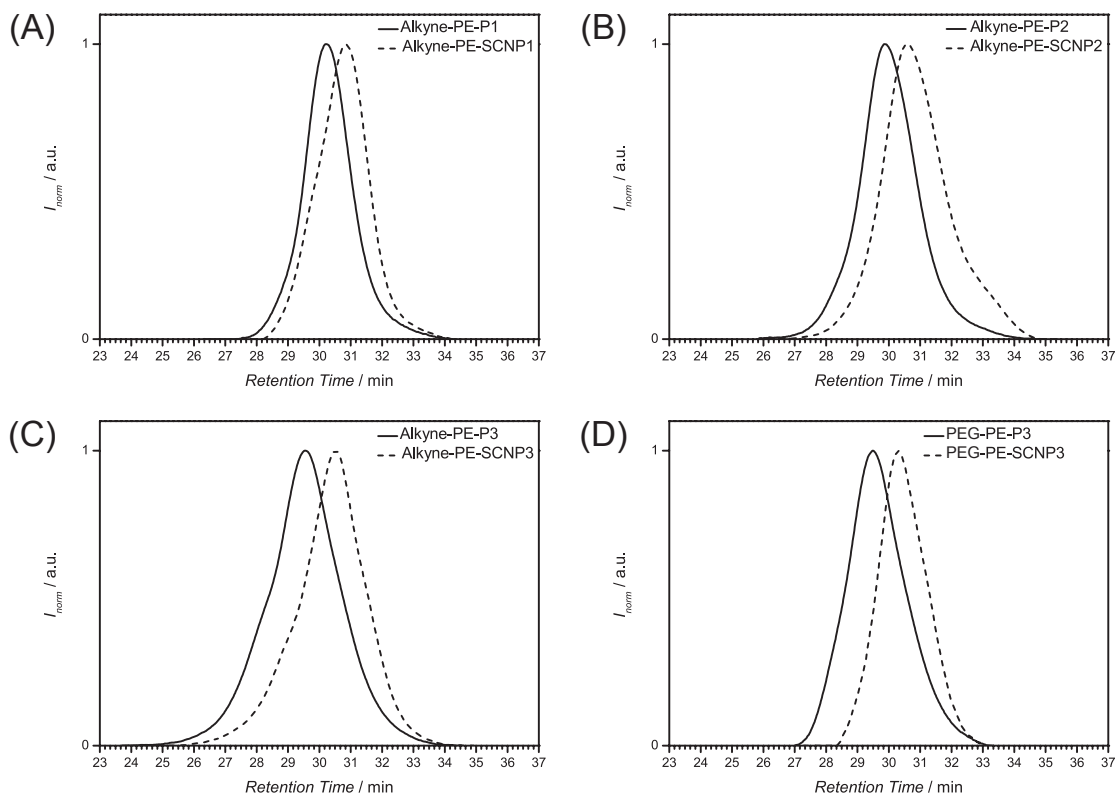 (A)
Alkyne-PE-P1
Alkyne-PE-SCNP1
1
0
I norm / a.u.
23 24 25 26 27 28 29 30 31 32 33 34 35 36 37
Retention Time / min
(B)
Alkyne-PE-P2
Alkyne-PE-SCNP2
1
0
I norm / a.u.
23 24 25 26 27 28 29 30 31 32 33 34 35 36 37
Retention Time / min
(C)
Alkyne-PE-P3
Alkyne-PE-SCNP3
1
0
I norm / a.u.
23 24 25 26 27 28 29 30 31 32 33 34 35 36 37
Retention Time / min
(D)
PEG-PE-P3
PEG-PE-SCNP3
1
0
I norm / a.u.
23 24 25 26 27 28 29 30 31 32 33 34 35 36 37
Retention Time / min